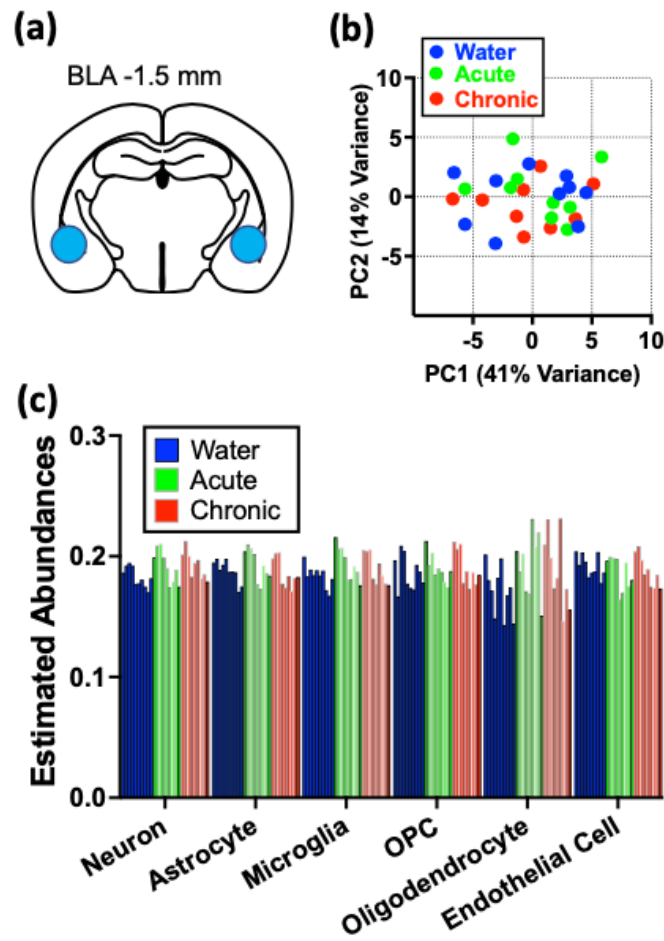 (a)
BLA -1.5 mm
(b)
Water
Acute
Chronic
10
5
0
-5
PC2 (14% Variance)
-5 0 5 10
PC1 (41% Variance)
(c)
Estimated Abundances
0.3
0.2
0.1
0.0
Water
Acute
Chronic
Neuron
Astrocyte
Microglia
OPC
Oligodendrocyte
Endothelial Cell